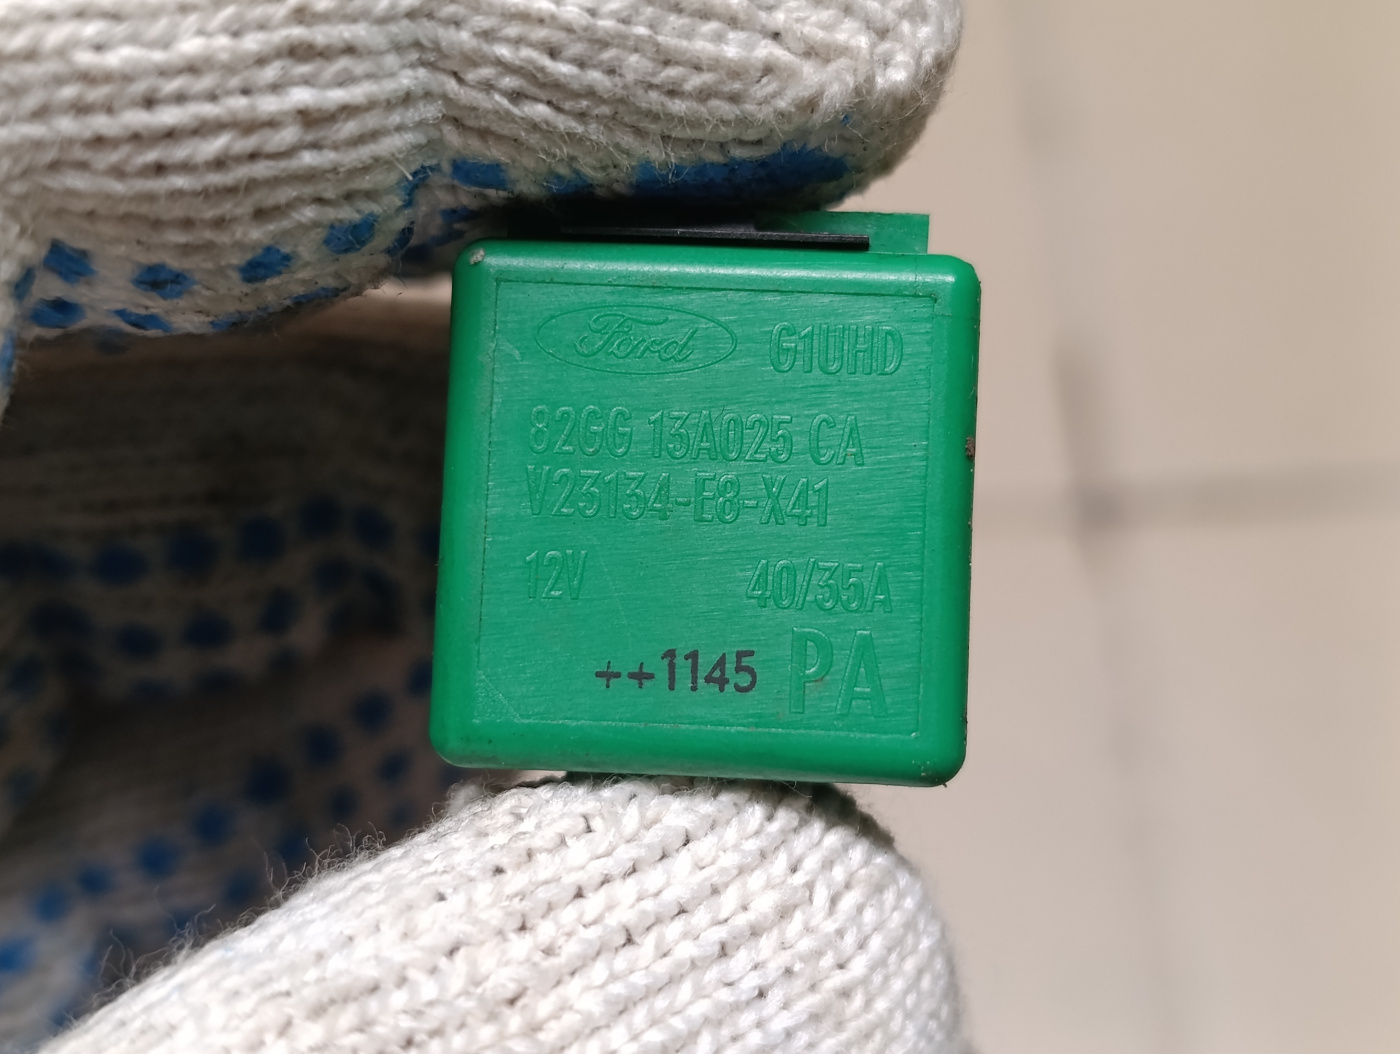 Ford G1UHD
82GG 13A025 CA
V23134-E8-X41
12V 40/35A
++1145 PA